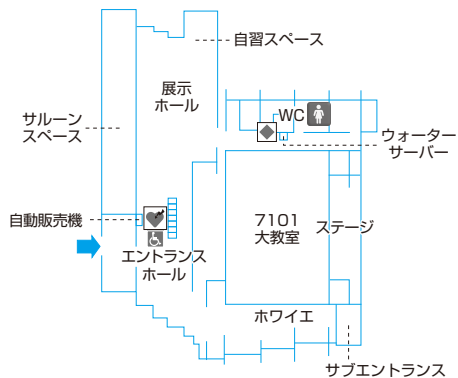 自習スペース
展示
ホール
WC
サルーン
スペース
ウォーター
サーバー
自動販売機
7101
大教室
ステージ
エントランス
ホール
ホワイエ
サブエントランス